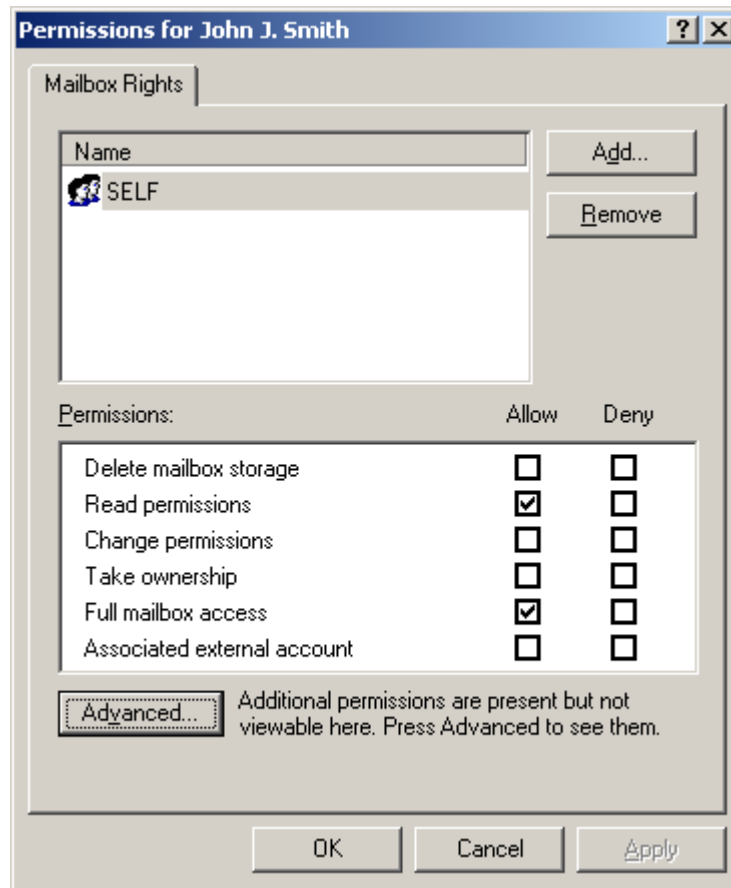 Permissions for John J. Smith
Mailbox Rights
Name
Add...
SELF
Remove
Permissions: Allow Deny
Delete mailbox storage
Read permissions
Change permissions
Take ownership
Full mailbox access
Associated external account
Advanced...
Additional permissions are present but not
viewable here. Press Advanced to see them.
OK Cancel Apply